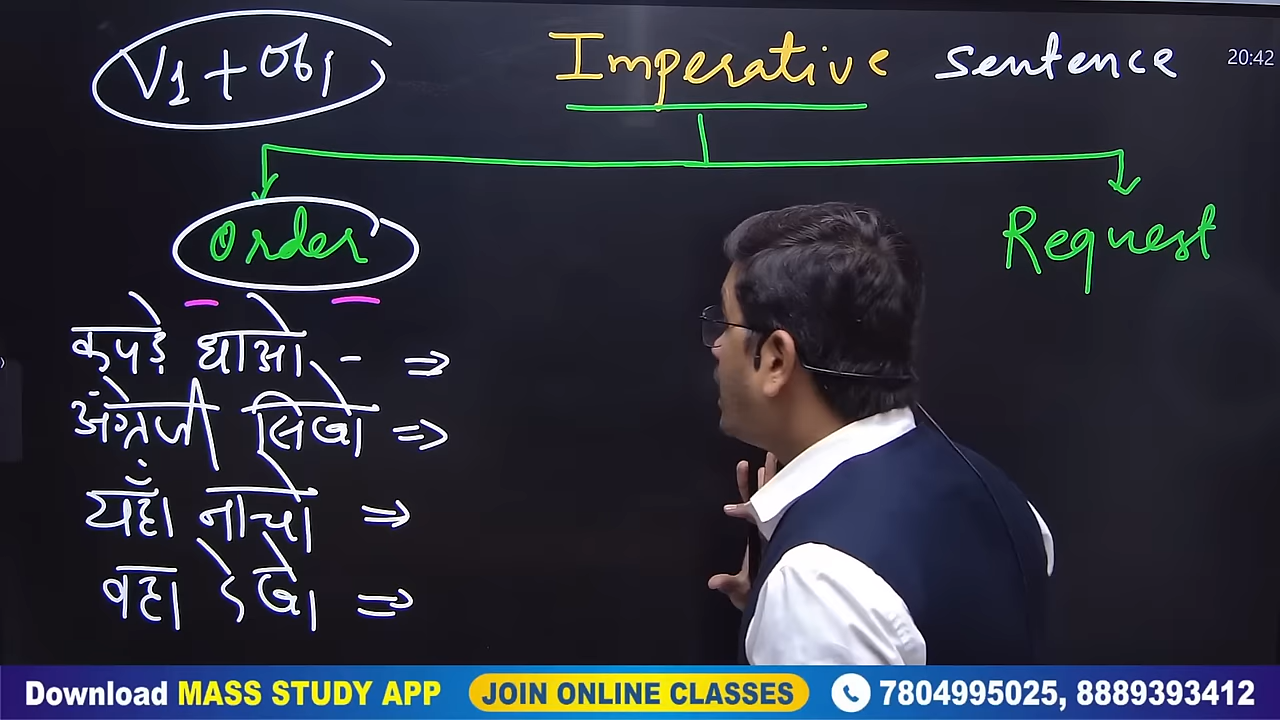 V1 + Obj
Imperative sentence
20:42
Order
Request
कपड़े धोओ - ⇒
अंग्रेजी सिखो ⇒
यहाँ नाचो ⇒
वहा देखो ⇒
Download MASS STUDY APP
JOIN ONLINE CLASSES
7804995025, 8889393412